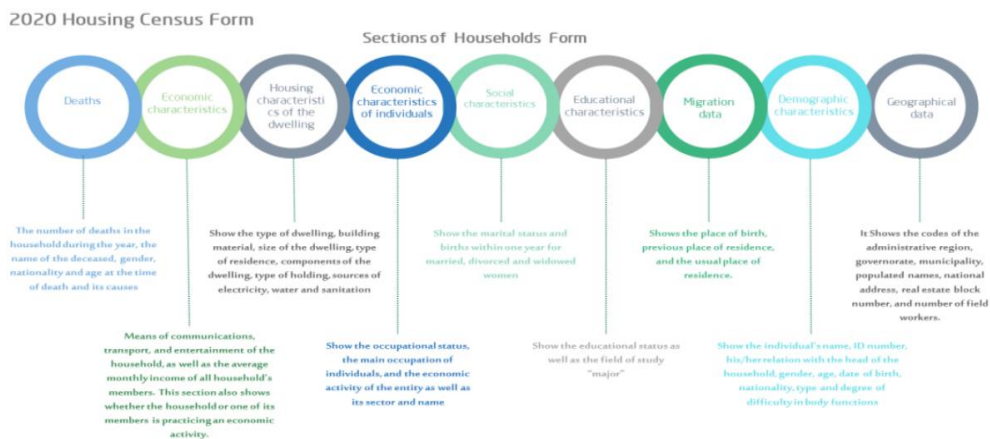 2020 Housing Census Form
Sections of Households Form
Deaths
Economic
characteristics
Housing
characteristi
cs of the
dwelling
Economic
characteristics
of individuals
Social
characteristics
Educational
characteristics
Migration
data
Demographic
characteristics
Geographical
data
The number of deaths in the
household during the year, the
name of the deceased, gender,
nationality and age at the time
of death and its causes
Means of communications,
transport, and entertainment of the
household, as well as the average
monthly income of all household's
members. This section also shows
whether the household or one of its
members is practicing an economic
activity.
Show the type of dwelling, building
material, size of the dwelling, type
of residence, components of the
dwelling, type of holding, sources of
electricity, water and sanitation
Show the occupational status,
the main occupation of
individuals, and the economic
activity of the entity as well as
its sector and name
Show the marital status and
births within one year for
married, divorced and widowed
women
Show the educational status as
well as the field of study
"major"
Shows the place of birth,
previous place of residence,
and the usual place of
residence.
Show the individual's name, ID number,
his/her relation with the head of the
household, gender, age, date of birth,
nationality, type and degree of
difficulty in body functions
It Shows the codes of the
administrative region,
governorate, municipality,
populated names, national
address, real estate block
number, and number of field
workers.